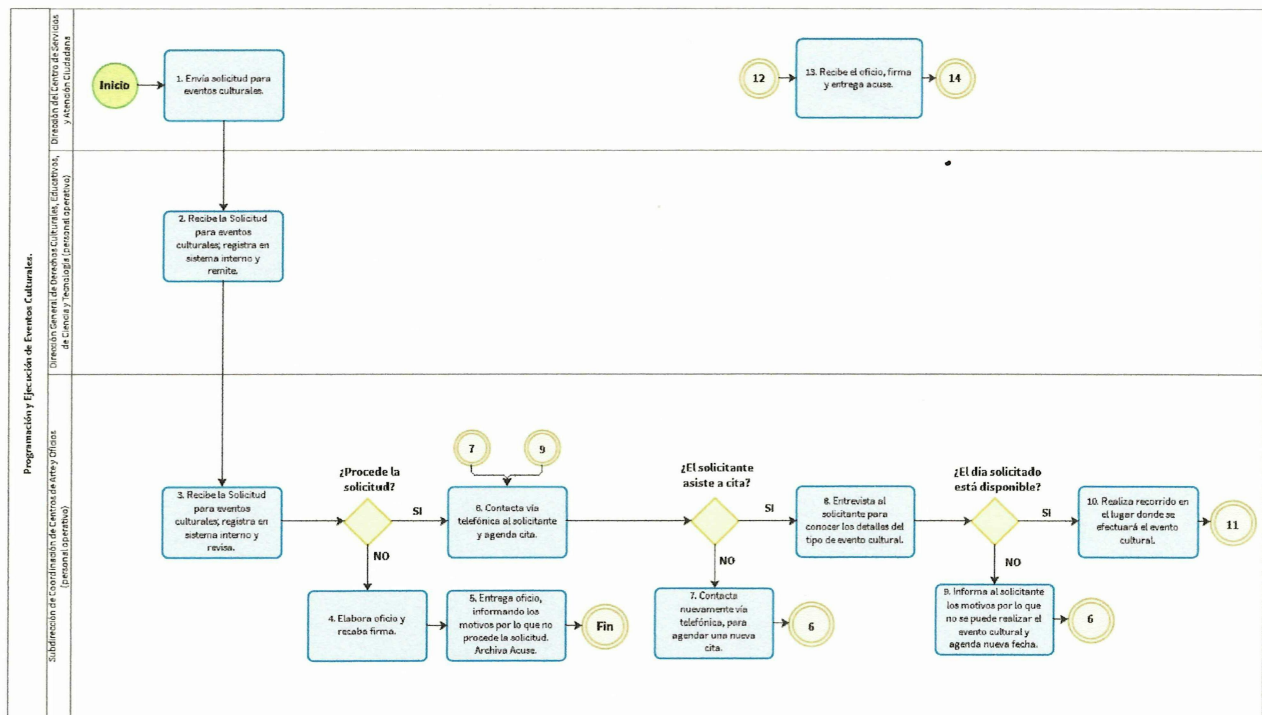 Programación y Ejecución de Eventos Culturales.
Dirección del Centro de Servicios
y Atención Ciudadana
Inicio
1. Envía solicitud para
eventos culturales.
12
13. Recibe el oficio, firma
y entrega acuse.
14
Dirección General de Derechos Culturales, Educativos,
de Ciencia y Tecnología (personal operativo)
2. Recibe la Solicitud
para eventos
culturales; registra en
sistema interno y
remite.
Subdirección de Coordinación de Centros de Arte y Oficios
(personal operativo)
3. Recibe la Solicitud
para eventos
culturales; registra en
sistema interno y
revisa.
¿Procede la
solicitud?
SI
NO
4. Elabora oficio y
recaba firma.
5. Entrega oficio,
informando los
motivos por lo que no
procede la solicitud.
Archiva Acuse.
Fin
7
9
6. Contacta vía
telefónica al solicitante
y agenda cita.
¿El solicitante
asiste a cita?
SI
NO
7. Contacta
nuevamente vía
telefónica, para
agendar una nueva
cita.
6
8. Entrevista al
solicitante para
conocer los detalles del
tipo de evento cultural.
¿El día solicitado
está disponible?
SI
NO
9. Informa al solicitante
los motivos por lo que
no se puede realizar el
evento cultural y
agenda nueva fecha.
6
10. Realiza recorrido en
el lugar donde se
efectuará el evento
cultural.
11